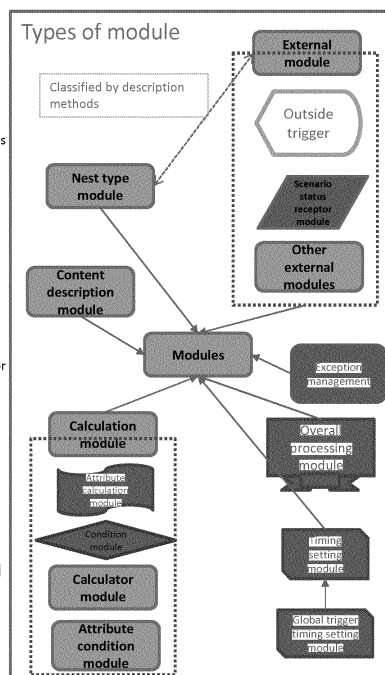 Types of module
External
module
Classified by description
methods
Outside
trigger
s
Nest type
module
Scenario
status
receptor
module
Other
external
modules
Content
description
module
Modules
or
Exception
management
Calculation
module
Overal
processing
module
Attribute
calculation
module
Condition
module
Timing
setting
module
Calculator
module
Attribute
condition
module
Global trigger
timing setting
module